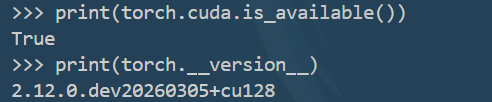 >>> print(torch.cuda.is_available())
True
>>> print(torch.__version__)
2.12.0.dev20260305+cu128